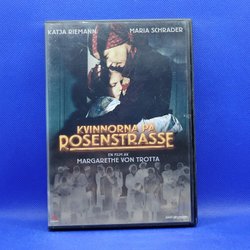 KATJA RIEMANN MARIA SCHRADER
KVINNORNA PÅ
ROSENSTRASSE
EN FILM AV
MARGARETHE VON TROTTA